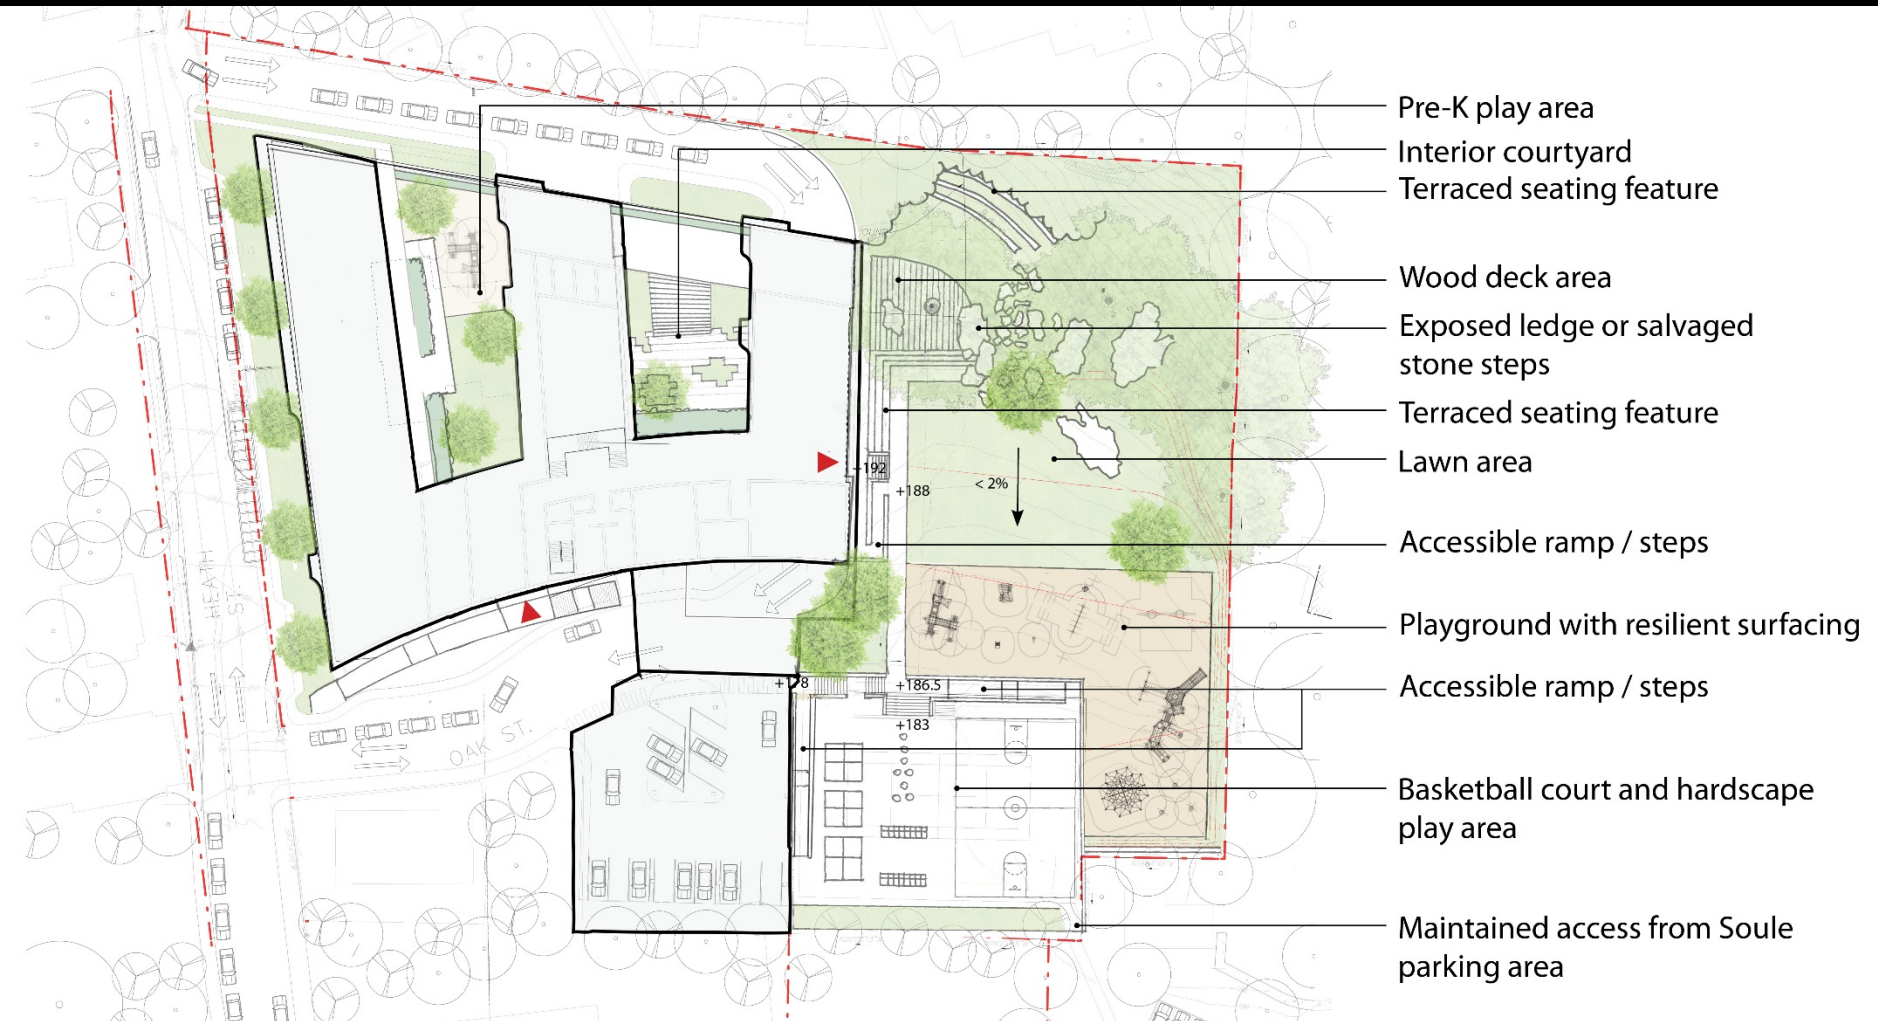 Pre-K play area
Interior courtyard
Terraced seating feature
Wood deck area
Exposed ledge or salvaged
stone steps
Terraced seating feature
Lawn area
+192
+188
< 2%
Accessible ramp / steps
HEATH ST.
Playground with resilient surfacing
+178
+186.5
Accessible ramp / steps
+183
OAK ST.
Basketball court and hardscape
play area
Maintained access from Soule
parking area